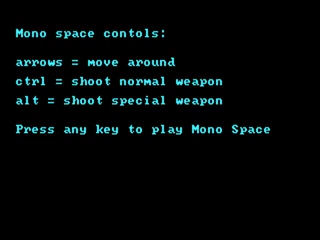 Mono space contols:
arrows = move around
ctrl = shoot normal weapon
alt = shoot special weapon
Press any key to play Mono Space